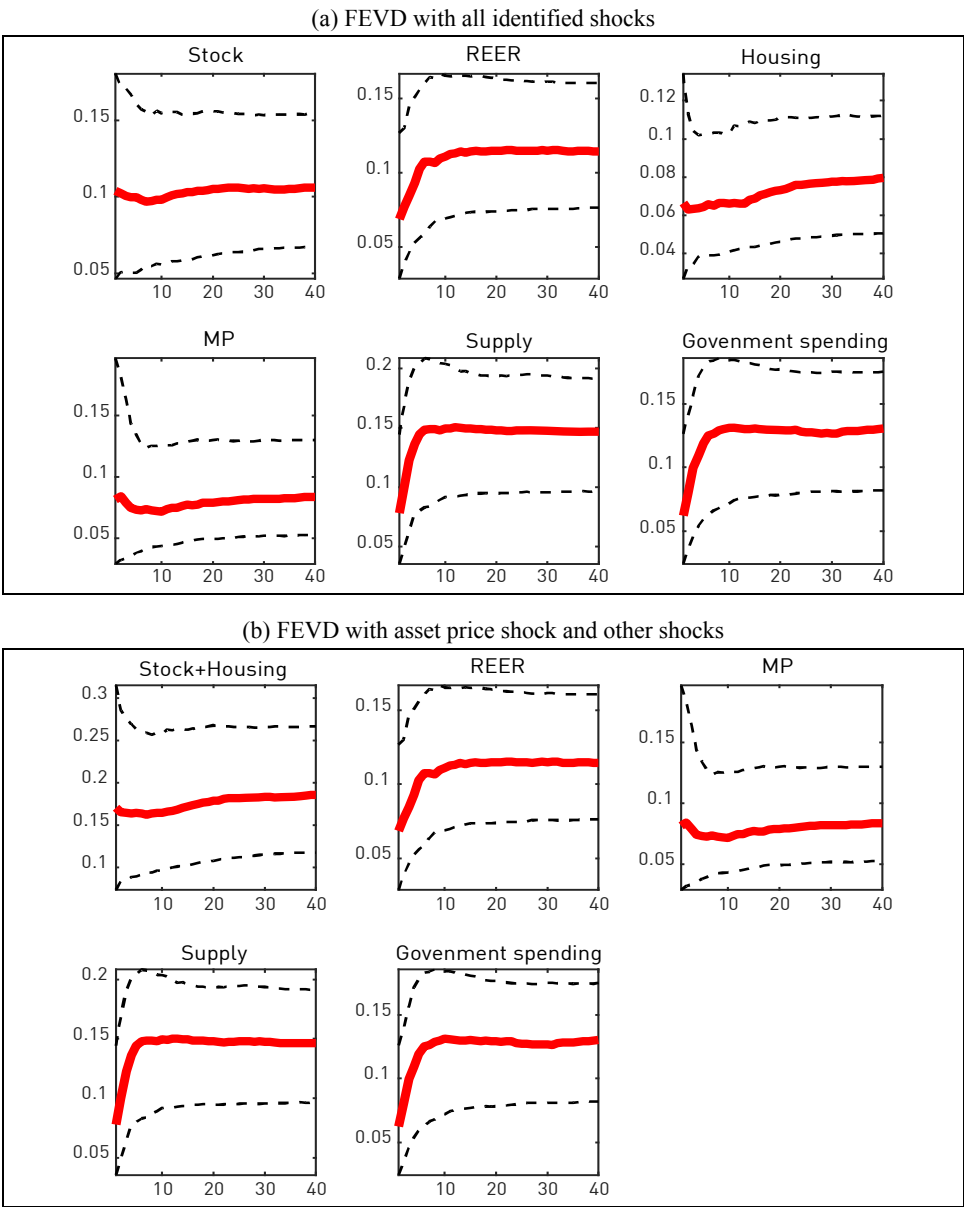 (a) FEVD with all identified shocks
Stock
REER
Housing
0.15
0.1
0.05
10 20 30 40
0.15
0.1
0.05
10 20 30 40
0.12
0.1
0.08
0.06
0.04
10 20 30 40
MP
Supply
Govenment spending
0.15
0.1
0.05
10 20 30 40
0.2
0.15
0.1
0.05
10 20 30 40
0.15
0.1
0.05
10 20 30 40
(b) FEVD with asset price shock and other shocks
Stock+Housing
REER
MP
0.3
0.25
0.2
0.15
0.1
10 20 30 40
0.15
0.1
0.05
10 20 30 40
0.15
0.1
0.05
10 20 30 40
Supply
Govenment spending
0.2
0.15
0.1
0.05
10 20 30 40
0.15
0.1
0.05
10 20 30 40